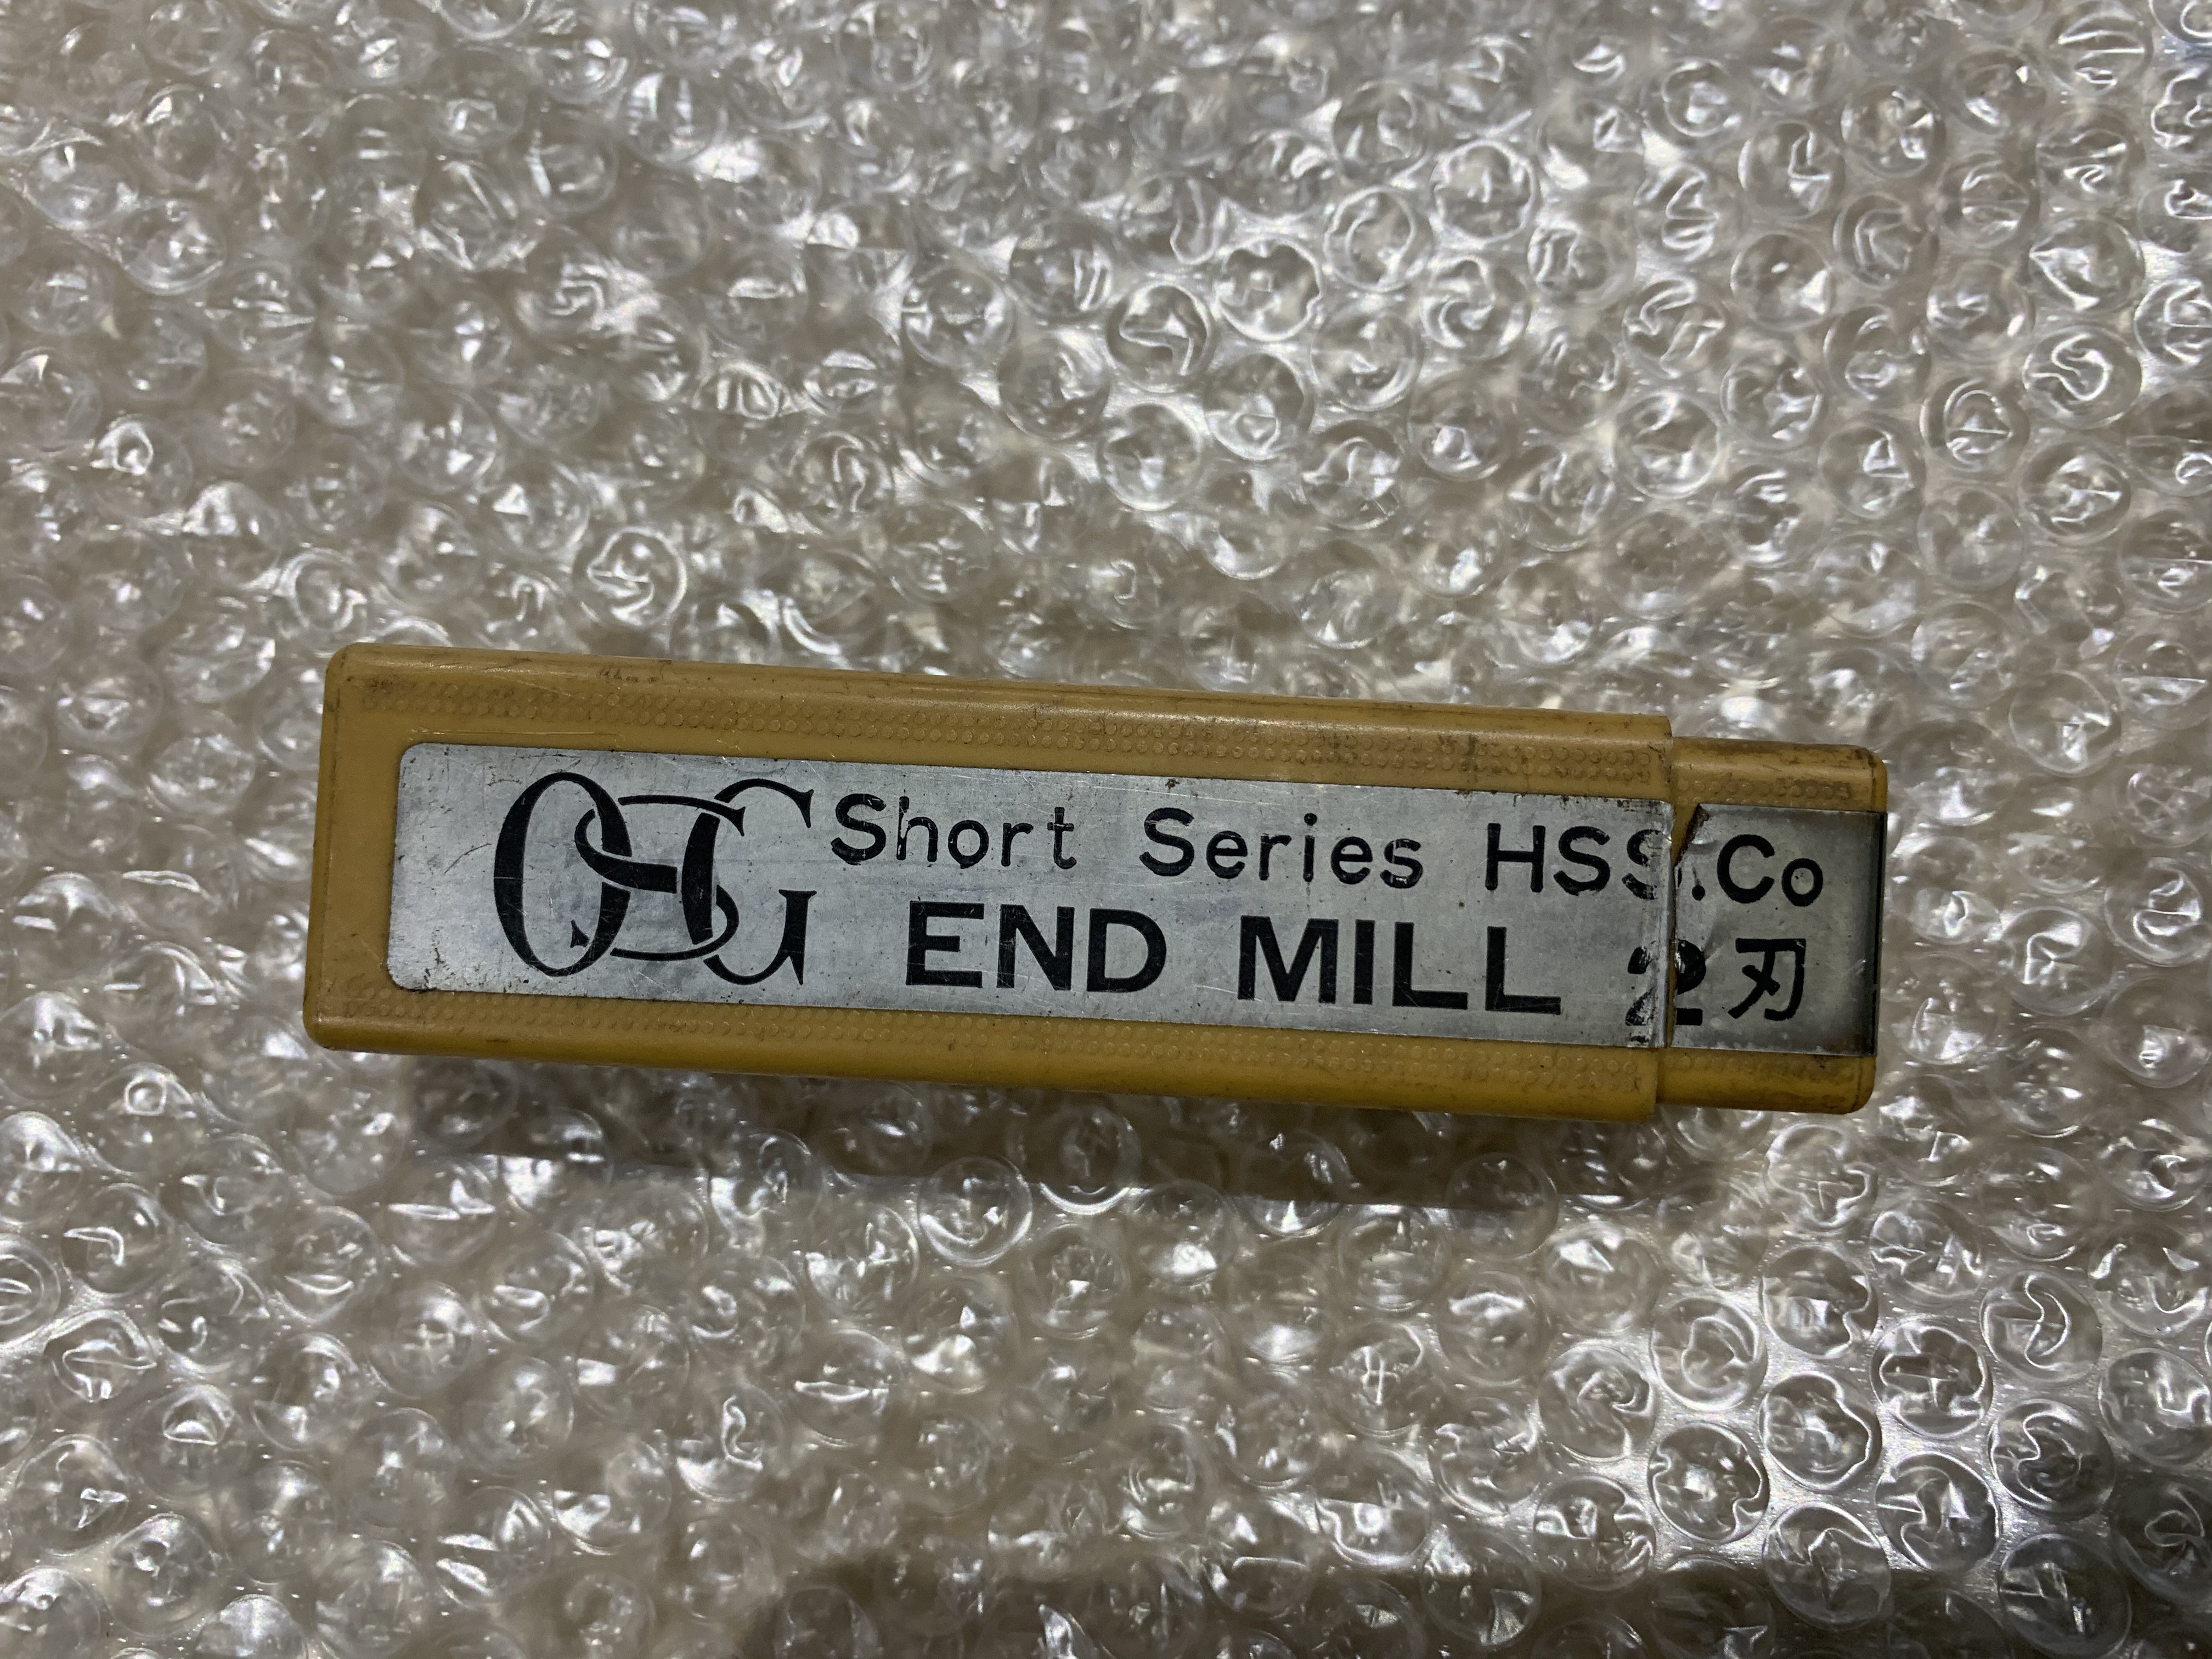 OSG Short Series HSS.Co
END MILL 2刃